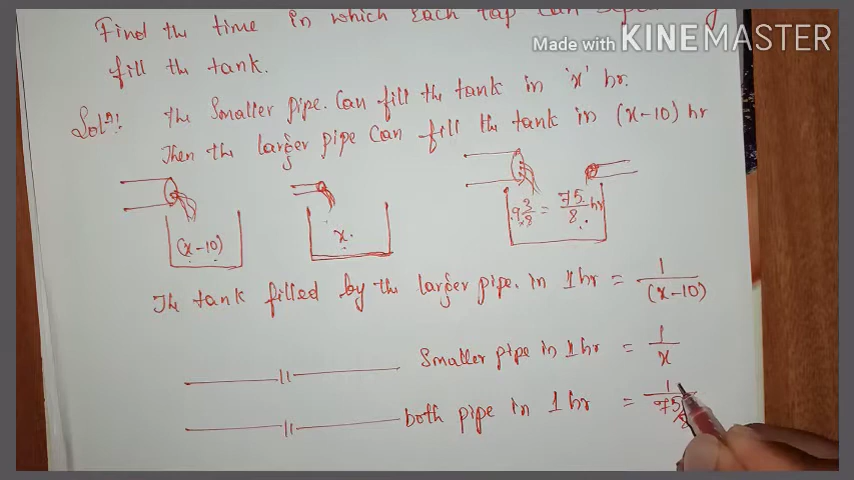 Find the time in which each tap can
Made with KINEMASTER
fill the tank.
Solⁿ: The Smaller pipe. Can fill the tank in 'x' hr.
Then the larger pipe Can fill the tank in (x-10) hr
(x-10)
x.
9 3/8 = 75/8 hr
The tank filled by the larger pipe. in 1 hr = 1/(x-10)
—||— Smaller pipe in 1 hr = 1/x
—||— both pipe in 1 hr = 1/75/8